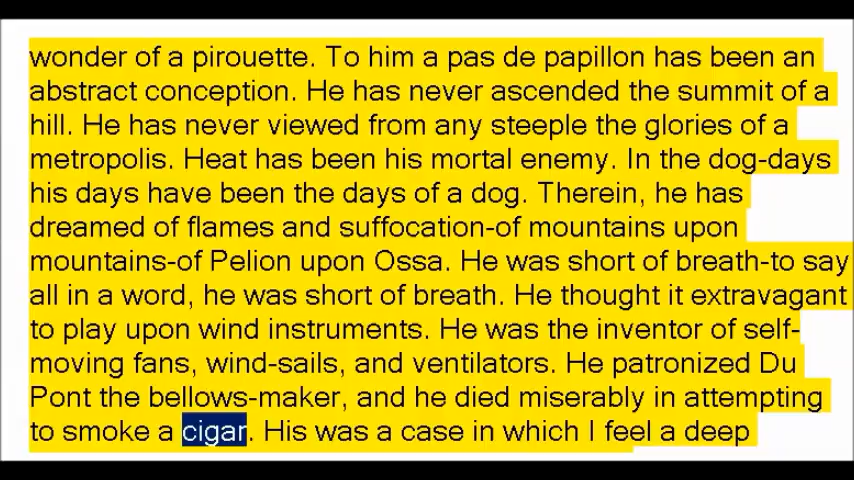 wonder of a pirouette. To him a pas de papillon has been an
abstract conception. He has never ascended the summit of a
hill. He has never viewed from any steeple the glories of a
metropolis. Heat has been his mortal enemy. In the dog-days
his days have been the days of a dog. Therein, he has
dreamed of flames and suffocation-of mountains upon
mountains-of Pelion upon Ossa. He was short of breath-to say
all in a word, he was short of breath. He thought it extravagant
to play upon wind instruments. He was the inventor of self-
moving fans, wind-sails, and ventilators. He patronized Du
Pont the bellows-maker, and he died miserably in attempting
to smoke a cigar. His was a case in which I feel a deep